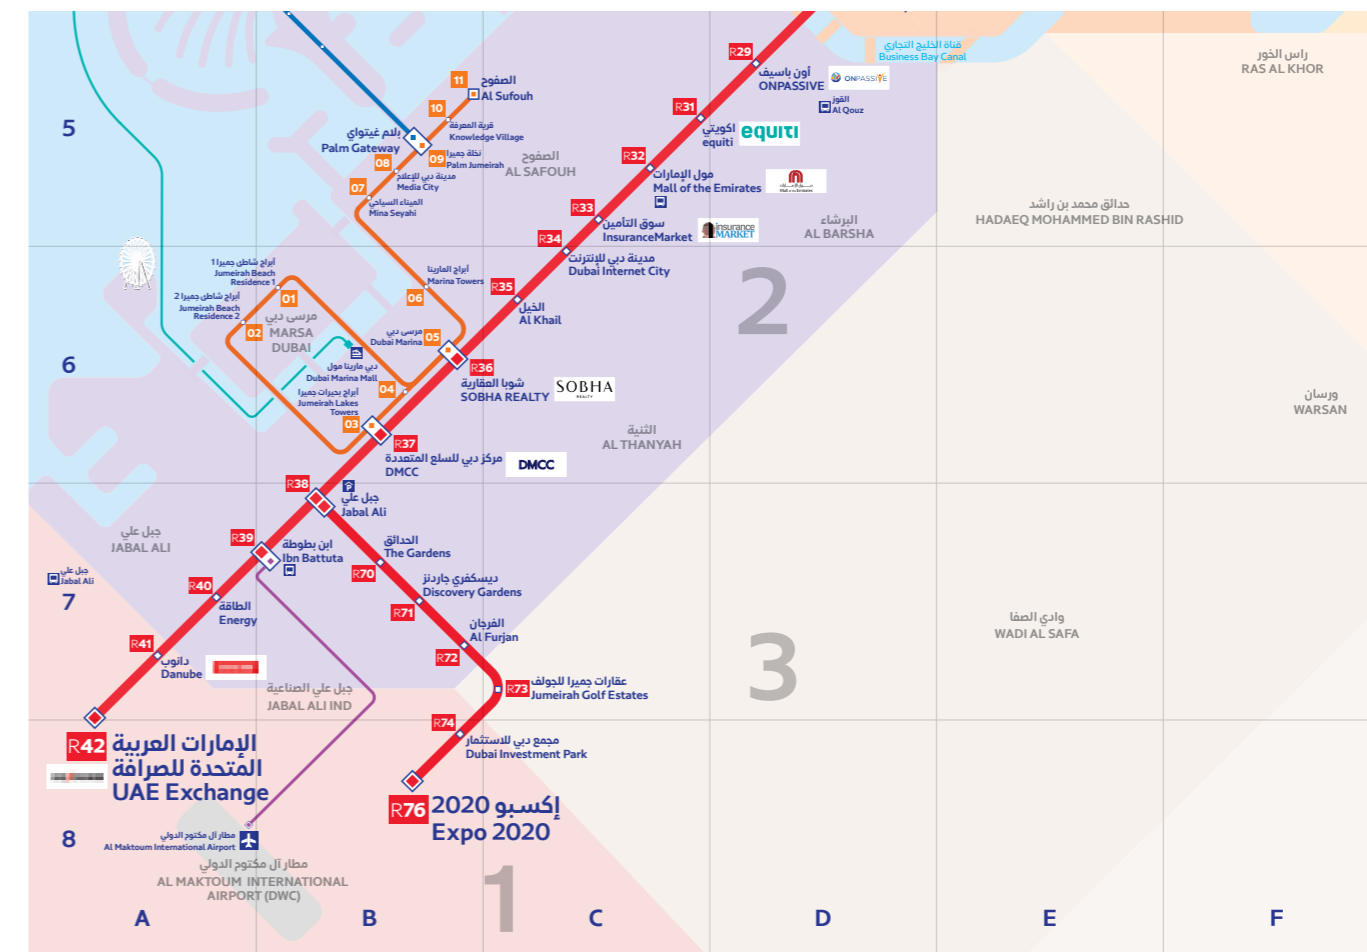 R29
أون باسيف
ONPASSIVE
ONPASSIVE
القوز
Al Quoz
قناة الخليج التجاري
Business Bay Canal
راس الخور
RAS AL KHOR
5
11
الصفوح
Al Sufouh
10
قرية المعرفة
Knowledge Village
بلام غيتواي
Palm Gateway
09
نخلة جميرا
Palm Jumeirah
08
مدينة دبي للإعلام
Media City
07
الميناء السياحي
Mina Seyahi
الصفوح
AL SAFOUH
R31
اكويتي
equiti
equiti
R32
مول الإمارات
Mall of the Emirates
Mall of the Emirates
R33
سوق التأمين
InsuranceMarket
insurance
MARKET
البرشاء
AL BARSHA
حدائق محمد بن راشد
HADAEQ MOHAMMED BIN RASHID
R34
مدينة دبي للإنترنت
Dubai Internet City
2
أبراج شاطئ جميرا 1
Jumeirah Beach
Residence 1
01
أبراج شاطئ جميرا 2
Jumeirah Beach
Residence 2
02
مرسى دبي
MARSA
DUBAI
أبراج المارينا
Marina Towers
06
R35
الخيل
Al Khail
6
مرسى دبي
Dubai Marina
05
دبي مارينا مول
Dubai Marina Mall
04
أبراج بحيرات جميرا
Jumeirah Lakes
Towers
03
R36
شوبا العقارية
SOBHA REALTY
SOBHA
REALTY
ورسان
WARSAN
R37
مركز دبي للسلع المتعددة
DMCC
DMCC
الثنية
AL THANYAH
R38
جبل علي
Jabal Ali
جبل علي
JABAL ALI
R39
ابن بطوطة
Ibn Battuta
الحدائق
The Gardens
R70
جبل علي
Jabal Ali
7
R40
الطاقة
Energy
ديسكفري جاردنز
Discovery Gardens
R71
وادي الصفا
WADI AL SAFA
R41
دانوب
Danube
الفرجان
Al Furjan
R72
3
جبل علي الصناعية
JABAL ALI IND
R73
عقارات جميرا للجولف
Jumeirah Golf Estates
R42
الإمارات العربية
المتحدة للصرافة
UAE Exchange
R74
مجمع دبي للاستثمار
Dubai Investment Park
R76
إكسبو 2020
Expo 2020
8
مطار آل مكتوم الدولي
Al Maktoum International Airport
مطار آل مكتوم الدولي
AL MAKTOUM INTERNATIONAL
AIRPORT (DWC)
1
A
B
C
D
E
F